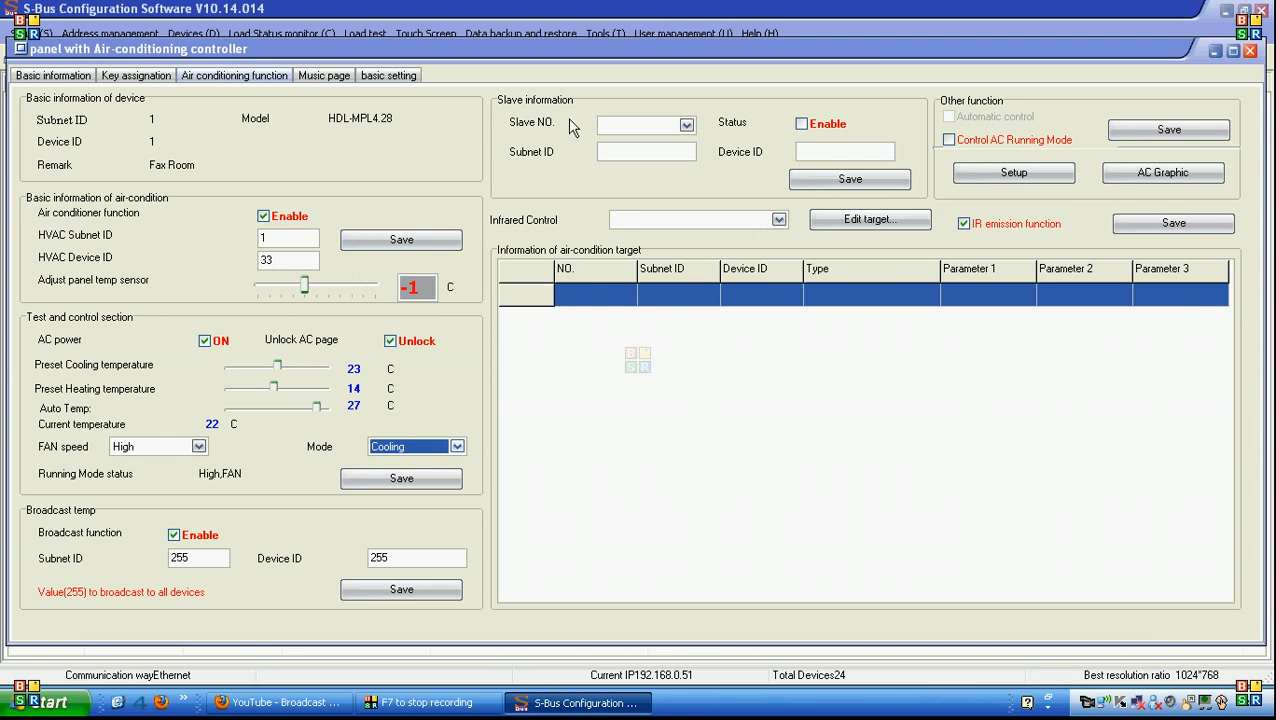 S-Bus Configuration Software V10.14.014
(S) Address management Devices (D) Load Status monitor (C) Load test Touch Screen Data backup and restore Tools (T) User management (U) Help (H)
panel with Air-conditioning controller
Basic information Key assignation Air conditioning function Music page basic setting
Basic information of device
Subnet ID 1 Model HDL-MPL4.28
Device ID 1
Remark Fax Room
Basic information of air-condition
Air conditioner function Enable
HVAC Subnet ID 1 Save
HVAC Device ID 33
Adjust panel temp sensor -1 C
Test and control section
AC power ON Unlock AC page Unlock
Preset Cooling temperature 23 C
Preset Heating temperature 14 C
Auto Temp: 27 C
Current temperature 22 C
FAN speed High Mode Cooling
Running Mode status High,FAN Save
Broadcast temp
Broadcast function Enable
Subnet ID 255 Device ID 255
Value(255) to broadcast to all devices Save
Slave information
Slave NO. Status Enable
Subnet ID Device ID
Save
Other function
Automatic control Save
Control AC Running Mode
Setup AC Graphic
Infrared Control Edit target... IR emission function Save
Information of air-condition target
NO. Subnet ID Device ID Type Parameter 1 Parameter 2 Parameter 3
B S R
Communication wayEthernet Current IP192.168.0.51 Total Devices24 Best resolution ratio 1024*768
start » YouTube - Broadcast ... F7 to stop recording S-Bus Configuration ...